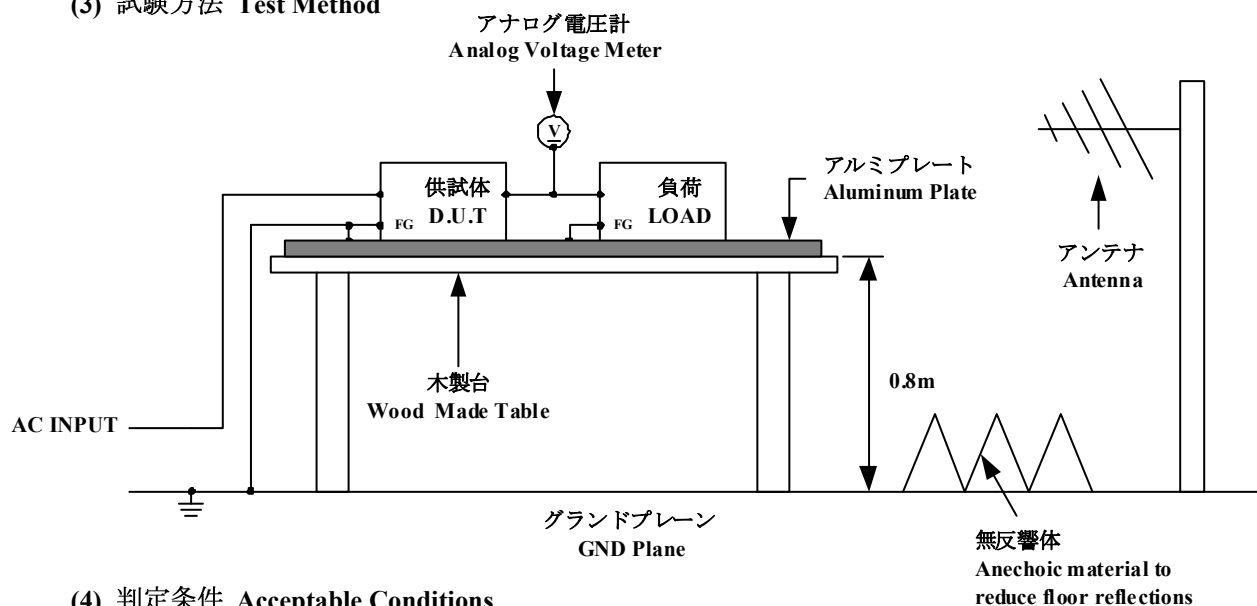 (3) 試験方法 Test Method
アナログ電圧計
Analog Voltage Meter
V
供試体
D.U.T
FG
負荷
LOAD
FG
アルミプレート
Aluminum Plate
アンテナ
Antenna
木製台
Wood Made Table
0.8m
AC INPUT
グランドプレーン
GND Plane
無反響体
Anechoic material to
reduce floor reflections
(4) 判定条件 Acceptable Conditions